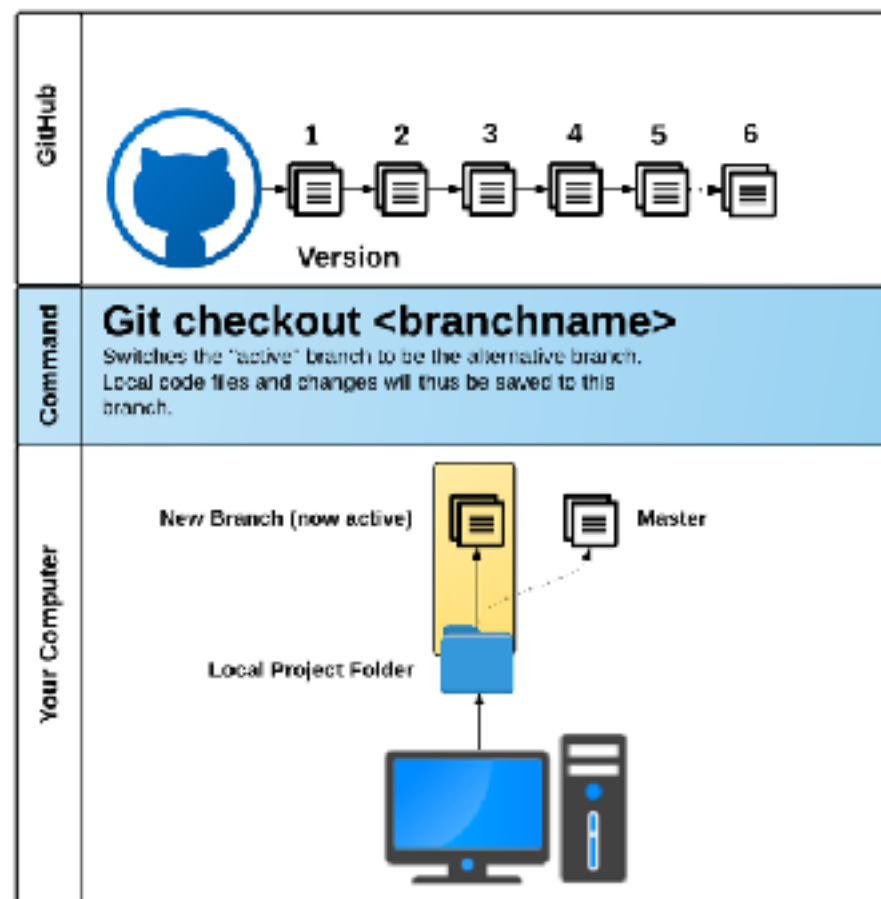 GitHub
1 2 3 4 5 6
Version
Command
Git checkout <branchname>
Switches the "active" branch to be the alternative branch.
Local code files and changes will thus be saved to this
branch.
Your Computer
New Branch (now active)
Master
Local Project Folder